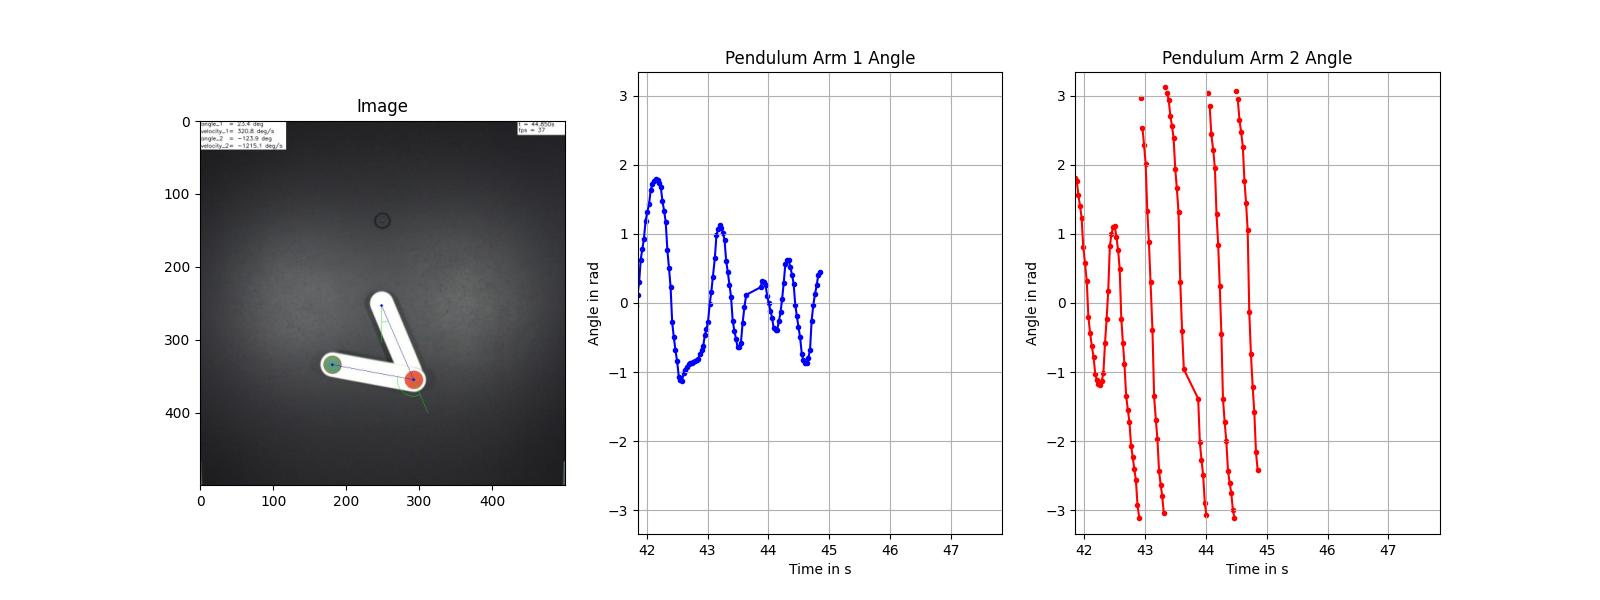 Image
Pendulum Arm 1 Angle
Pendulum Arm 2 Angle
angle_1 = 23.4 deg
velocity_1= 320.8 deg/s
angle_2 = -123.9 deg
velocity_2= -1215.1 deg/s
t = 44.850s
fps = 37
0
100
200
300
400
0
100
200
300
400
3
2
1
0
−1
−2
−3
Angle in rad
42
43
44
45
46
47
Time in s
3
2
1
0
−1
−2
−3
Angle in rad
42
43
44
45
46
47
Time in s